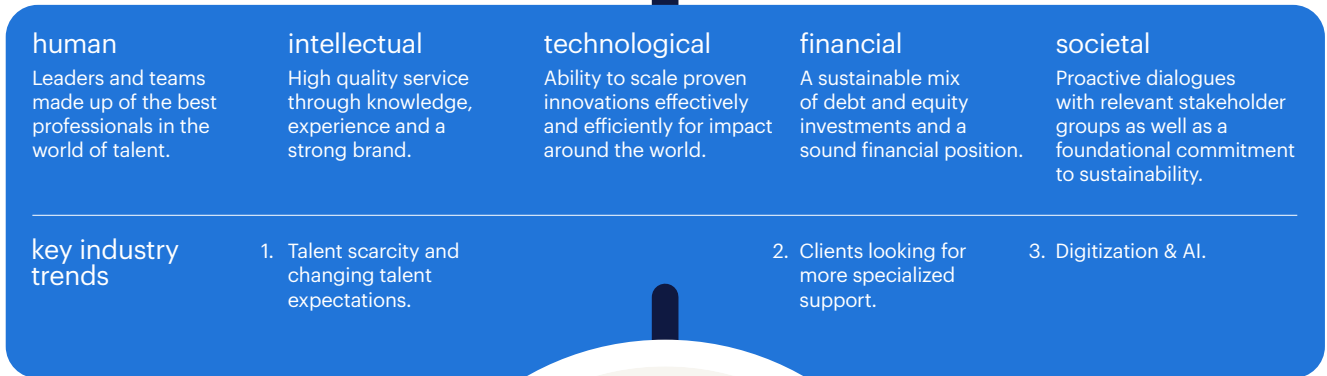 human
Leaders and teams
made up of the best
professionals in the
world of talent.
intellectual
High quality service
through knowledge,
experience and a
strong brand.
technological
Ability to scale proven
innovations effectively
and efficiently for impact
around the world.
financial
A sustainable mix
of debt and equity
investments and a
sound financial position.
societal
Proactive dialogues
with relevant stakeholder
groups as well as a
foundational commitment
to sustainability.
key industry
trends
1. Talent scarcity and
changing talent
expectations.
2. Clients looking for
more specialized
support.
3. Digitization & AI.